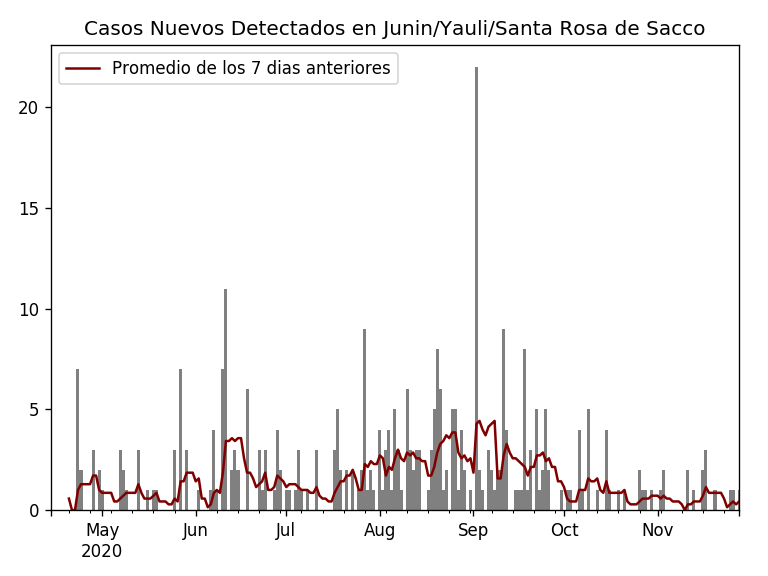 Casos Nuevos Detectados en Junin/Yauli/Santa Rosa de Sacco
Promedio de los 7 dias anteriores
20
15
10
5
0
May Jun Jul Aug Sep Oct Nov
2020